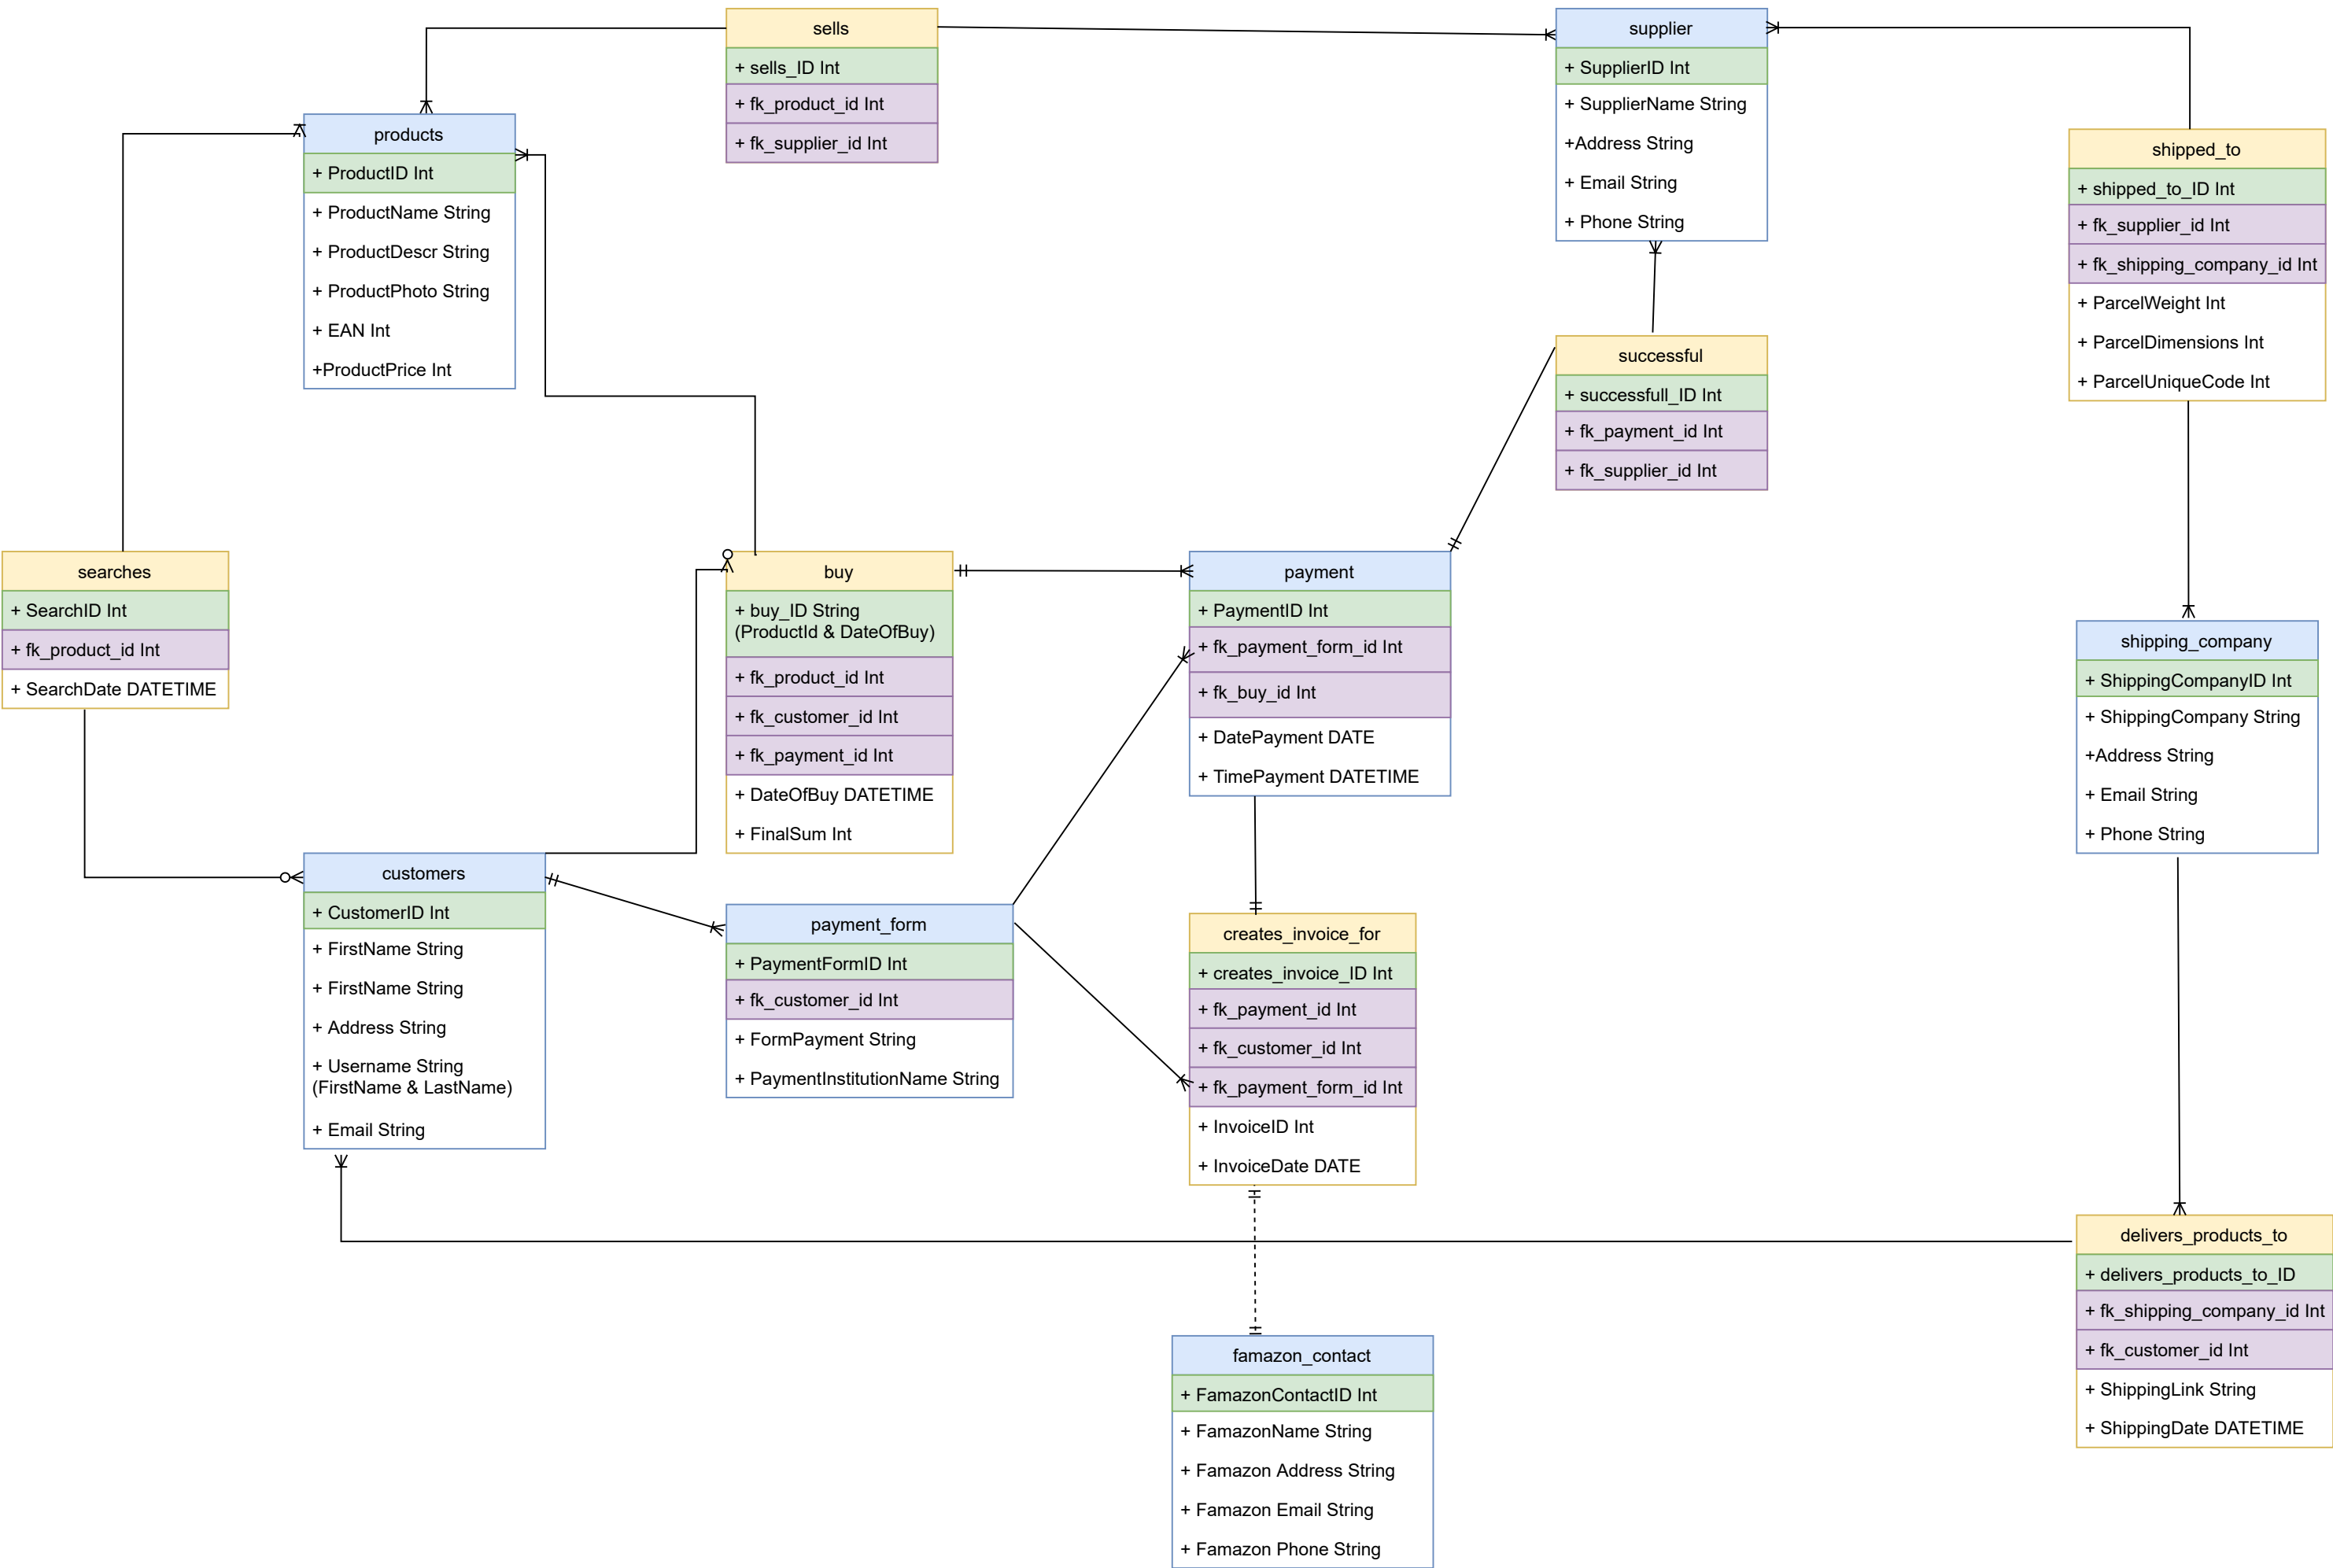 sells
+ sells_ID Int
+ fk_product_id Int
+ fk_supplier_id Int
supplier
+ SupplierID Int
+ SupplierName String
+Address String
+ Email String
+ Phone String
products
+ ProductID Int
+ ProductName String
+ ProductDescr String
+ ProductPhoto String
+ EAN Int
+ProductPrice Int
shipped_to
+ shipped_to_ID Int
+ fk_supplier_id Int
+ fk_shipping_company_id Int
+ ParcelWeight Int
+ ParcelDimensions Int
+ ParcelUniqueCode Int
successful
+ successfull_ID Int
+ fk_payment_id Int
+ fk_supplier_id Int
searches
+ SearchID Int
+ fk_product_id Int
+ SearchDate DATETIME
buy
+ buy_ID String
(ProductId & DateOfBuy)
+ fk_product_id Int
+ fk_customer_id Int
+ fk_payment_id Int
+ DateOfBuy DATETIME
+ FinalSum Int
payment
+ PaymentID Int
+ fk_payment_form_id Int
+ fk_buy_id Int
+ DatePayment DATE
+ TimePayment DATETIME
shipping_company
+ ShippingCompanyID Int
+ ShippingCompany String
+Address String
+ Email String
+ Phone String
customers
+ CustomerID Int
+ FirstName String
+ FirstName String
+ Address String
+ Username String
(FirstName & LastName)
+ Email String
payment_form
+ PaymentFormID Int
+ fk_customer_id Int
+ FormPayment String
+ PaymentInstitutionName String
creates_invoice_for
+ creates_invoice_ID Int
+ fk_payment_id Int
+ fk_customer_id Int
+ fk_payment_form_id Int
+ InvoiceID Int
+ InvoiceDate DATE
delivers_products_to
+ delivers_products_to_ID
+ fk_shipping_company_id Int
+ fk_customer_id Int
+ ShippingLink String
+ ShippingDate DATETIME
famazon_contact
+ FamazonContactID Int
+ FamazonName String
+ Famazon Address String
+ Famazon Email String
+ Famazon Phone String